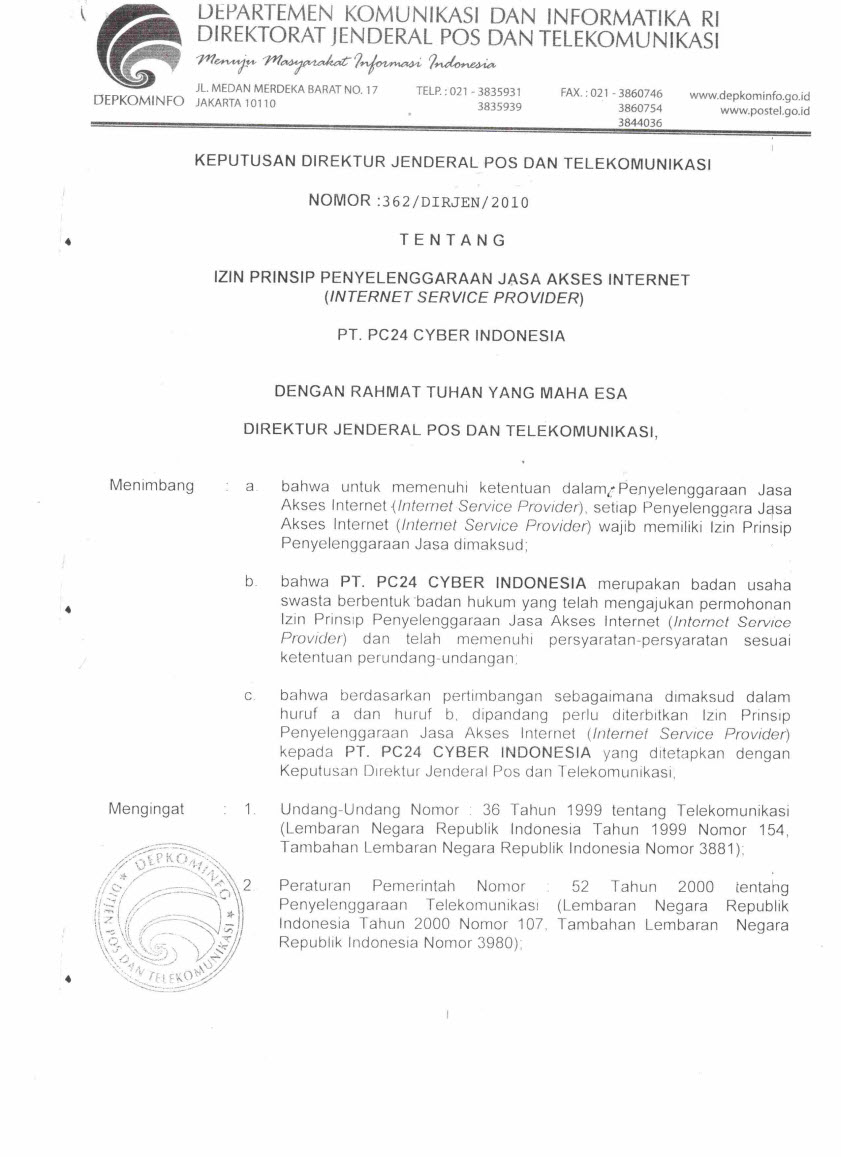 DEPARTEMEN KOMUNIKASI DAN INFORMATIKA RI
DIREKTORAT JENDERAL POS DAN TELEKOMUNIKASI
Menuju Masyarakat Informasi Indonesia
DEPKOMINFO
JL. MEDAN MERDEKA BARAT NO. 17 TELP. : 021 - 3835931 FAX. : 021 - 3860746 www.depkominfo.go.id
JAKARTA 10110 3835939 3860754 www.postel.go.id
3844036
KEPUTUSAN DIREKTUR JENDERAL POS DAN TELEKOMUNIKASI
NOMOR :362/DIRJEN/2010
T E N T A N G
IZIN PRINSIP PENYELENGGARAAN JASA AKSES INTERNET
(INTERNET SERVICE PROVIDER)
PT. PC24 CYBER INDONESIA
DENGAN RAHMAT TUHAN YANG MAHA ESA
DIREKTUR JENDERAL POS DAN TELEKOMUNIKASI,
Menimbang : a. bahwa untuk memenuhi ketentuan dalam Penyelenggaraan Jasa
Akses Internet (Internet Service Provider), setiap Penyelenggara Jasa
Akses Internet (Internet Service Provider) wajib memiliki Izin Prinsip
Penyelenggaraan Jasa dimaksud;
b. bahwa PT. PC24 CYBER INDONESIA merupakan badan usaha
swasta berbentuk badan hukum yang telah mengajukan permohonan
Izin Prinsip Penyelenggaraan Jasa Akses Internet (Internet Service
Provider) dan telah memenuhi persyaratan-persyaratan sesuai
ketentuan perundang-undangan;
c. bahwa berdasarkan pertimbangan sebagaimana dimaksud dalam
huruf a dan huruf b, dipandang perlu diterbitkan Izin Prinsip
Penyelenggaraan Jasa Akses Internet (Internet Service Provider)
kepada PT. PC24 CYBER INDONESIA yang ditetapkan dengan
Keputusan Direktur Jenderal Pos dan Telekomunikasi;
Mengingat : 1. Undang-Undang Nomor : 36 Tahun 1999 tentang Telekomunikasi
(Lembaran Negara Republik Indonesia Tahun 1999 Nomor 154,
Tambahan Lembaran Negara Republik Indonesia Nomor 3881);
2. Peraturan Pemerintah Nomor : 52 Tahun 2000 tentang
Penyelenggaraan Telekomunikasi (Lembaran Negara Republik
Indonesia Tahun 2000 Nomor 107, Tambahan Lembaran Negara
Republik Indonesia Nomor 3980);
DEPKOMINFO
DITJEN POS DAN TELEKOMUNIKASI
1